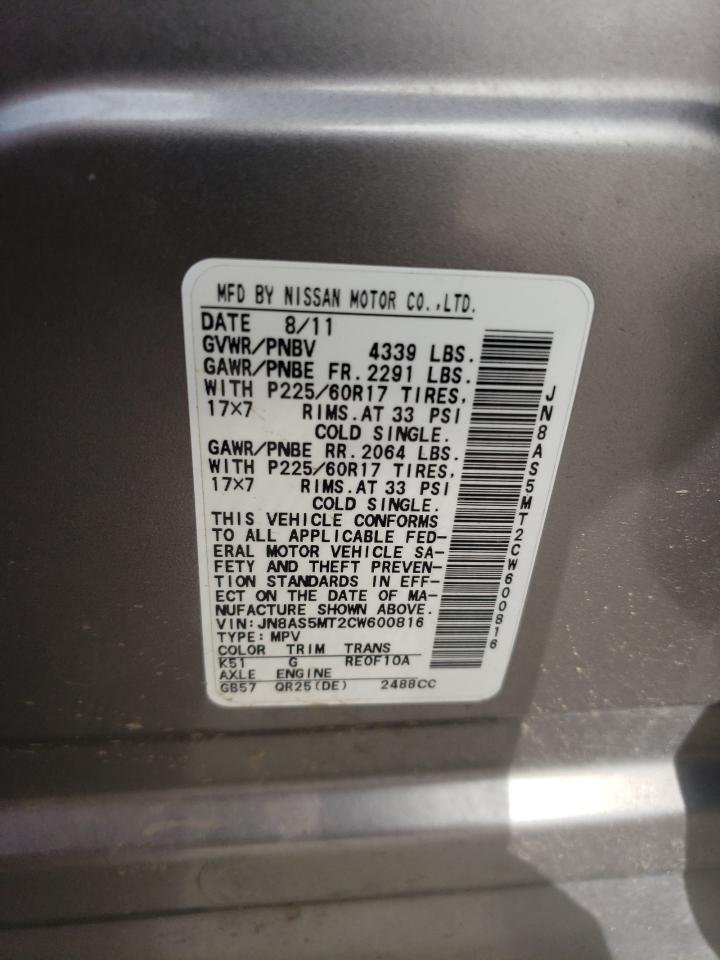 MFD BY NISSAN MOTOR CO.,LTD.
DATE 8/11
GVWR/PNBV 4339 LBS.
GAWR/PNBE FR.2291 LBS.
WITH P225/60R17 TIRES,
17×7 RIMS.AT 33 PSI
COLD SINGLE.
GAWR/PNBE RR.2064 LBS.
WITH P225/60R17 TIRES,
17×7 RIMS.AT 33 PSI
COLD SINGLE.
THIS VEHICLE CONFORMS
TO ALL APPLICABLE FED-
ERAL MOTOR VEHICLE SA-
FETY AND THEFT PREVEN-
TION STANDARDS IN EFF-
ECT ON THE DATE OF MA-
NUFACTURE SHOWN ABOVE.
VIN:JN8AS5MT2CW600816
TYPE:MPV
COLOR TRIM TRANS
K51 G RE0F10A
AXLE ENGINE
GB57 QR25(DE) 2488CC
JN8AS5MT2CW600816